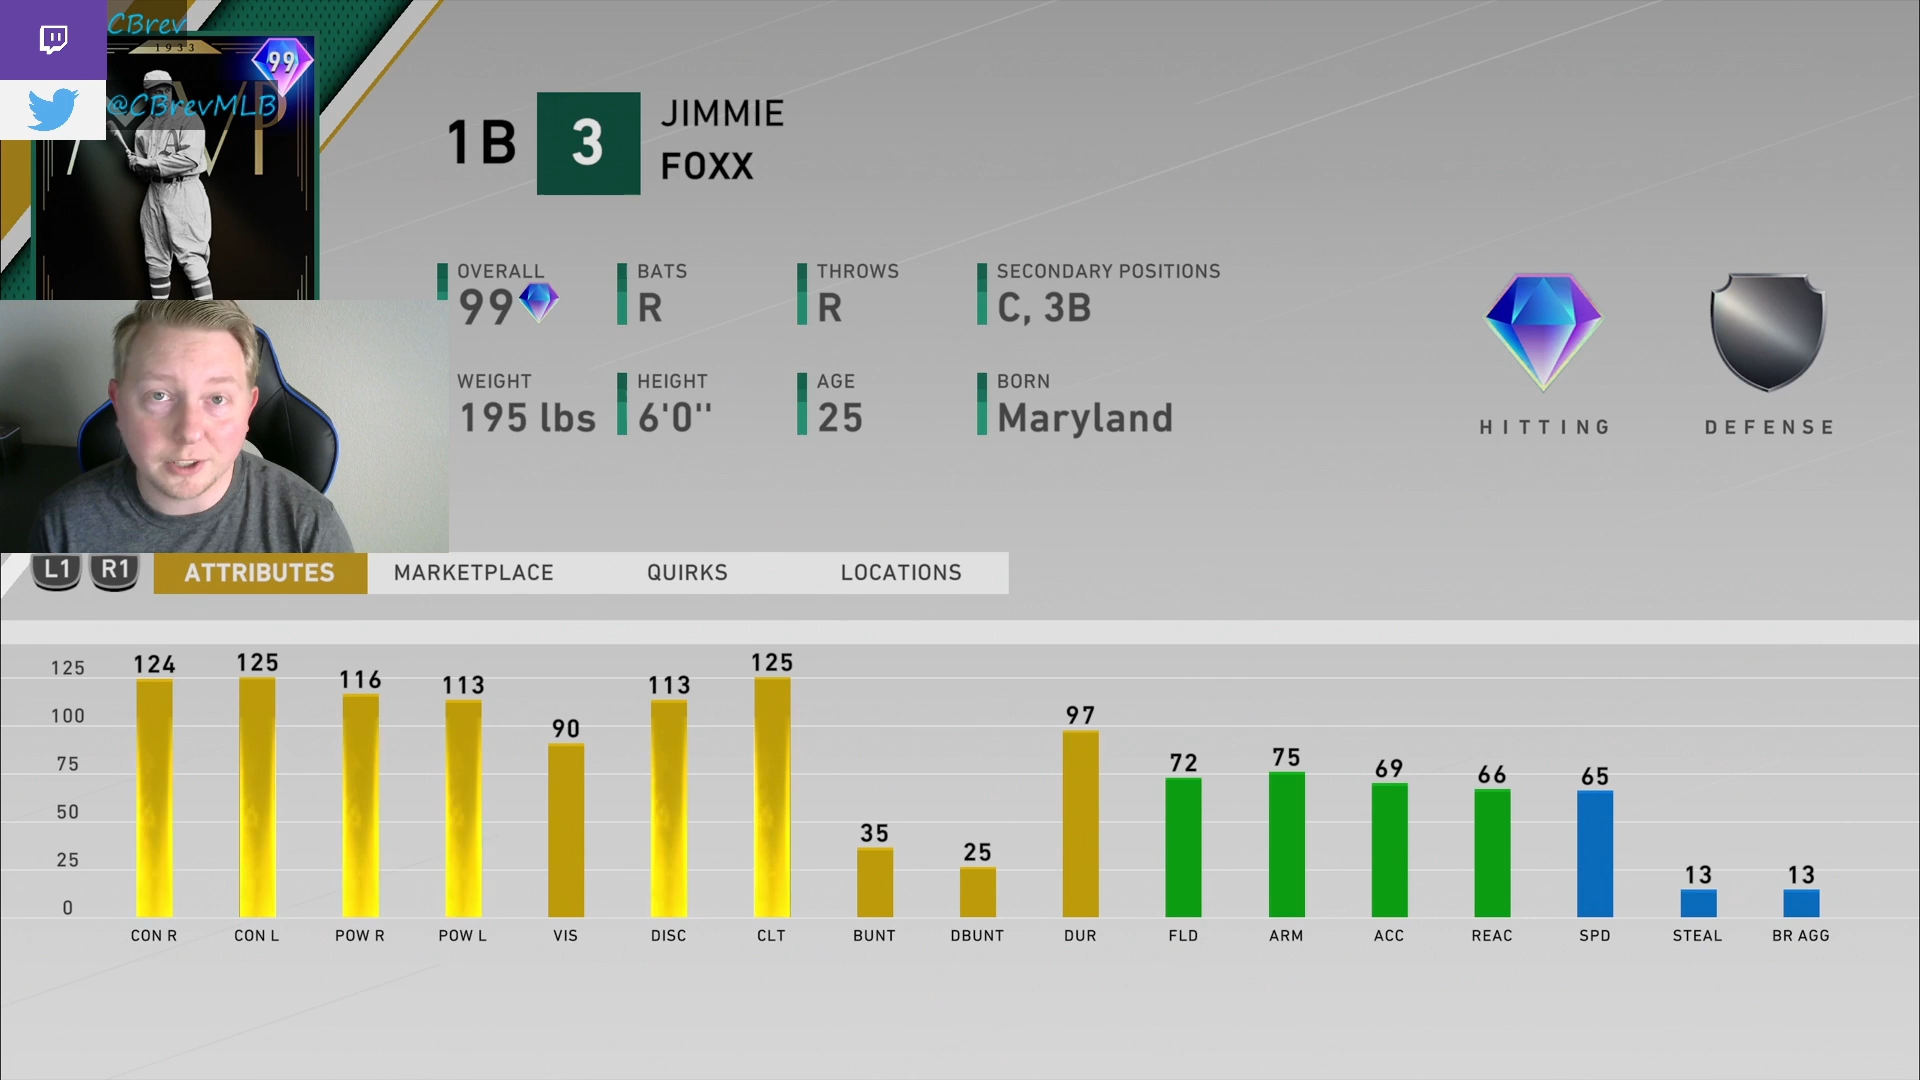 CBrev
1933
99
@CBrevMLB
MVP
1B 3 JIMMIE
FOXX
OVERALL BATS THROWS SECONDARY POSITIONS
99 R R C, 3B
WEIGHT HEIGHT AGE BORN
195 lbs 6'0" 25 Maryland
HITTING DEFENSE
L1 R1 ATTRIBUTES MARKETPLACE QUIRKS LOCATIONS
125
100
75
50
25
0
124 125 116 113 90 113 125 35 25 97 72 75 69 66 65 13 13
CON R CON L POW R POW L VIS DISC CLT BUNT DBUNT DUR FLD ARM ACC REAC SPD STEAL BR AGG